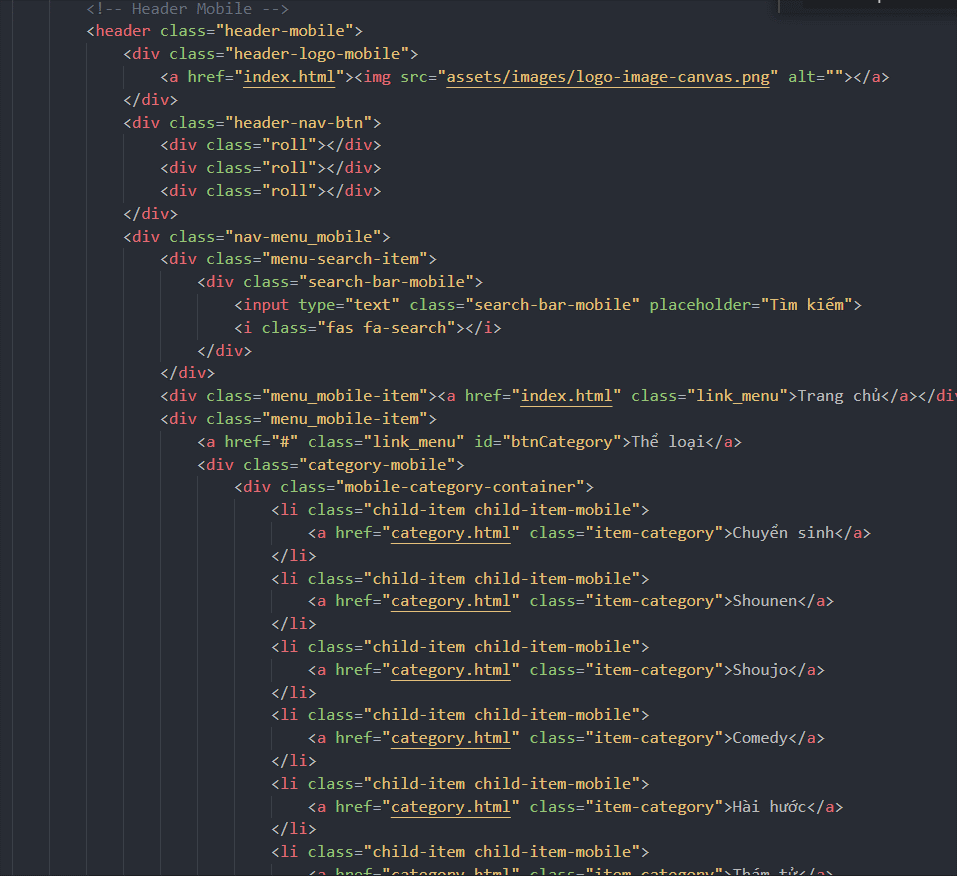 <!-- Header Mobile -->
<header class="header-mobile">
<div class="header-logo-mobile">
<a href="index.html"><img src="assets/images/logo-image-canvas.png" alt=""></a>
</div>
<div class="header-nav-btn">
<div class="roll"></div>
<div class="roll"></div>
<div class="roll"></div>
</div>
<div class="nav-menu_mobile">
<div class="menu-search-item">
<div class="search-bar-mobile">
<input type="text" class="search-bar-mobile" placeholder="Tìm kiếm">
<i class="fas fa-search"></i>
</div>
</div>
<div class="menu_mobile-item"><a href="index.html" class="link_menu">Trang chủ</a></div
<div class="menu_mobile-item">
<a href="#" class="link_menu" id="btnCategory">Thể loại</a>
<div class="category-mobile">
<div class="mobile-category-container">
<li class="child-item child-item-mobile">
<a href="category.html" class="item-category">Chuyển sinh</a>
</li>
<li class="child-item child-item-mobile">
<a href="category.html" class="item-category">Shounen</a>
</li>
<li class="child-item child-item-mobile">
<a href="category.html" class="item-category">Shoujo</a>
</li>
<li class="child-item child-item-mobile">
<a href="category.html" class="item-category">Comedy</a>
</li>
<li class="child-item child-item-mobile">
<a href="category.html" class="item-category">Hài hước</a>
</li>
<li class="child-item child-item-mobile">
<a href="category.html" class="item-category">Thám tử</a>